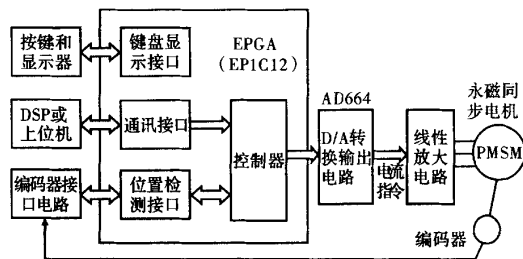 按键和
显示器
键盘显
示接口
EPGA
(EP1C12)
DSP或
上位机
通讯接口
控制器
编码器接
口电路
位置检
测接口
AD664
D/A转
换输出
电路
电流
指令
线性
放大
电路
永磁同
步电机
PMSM
编码器